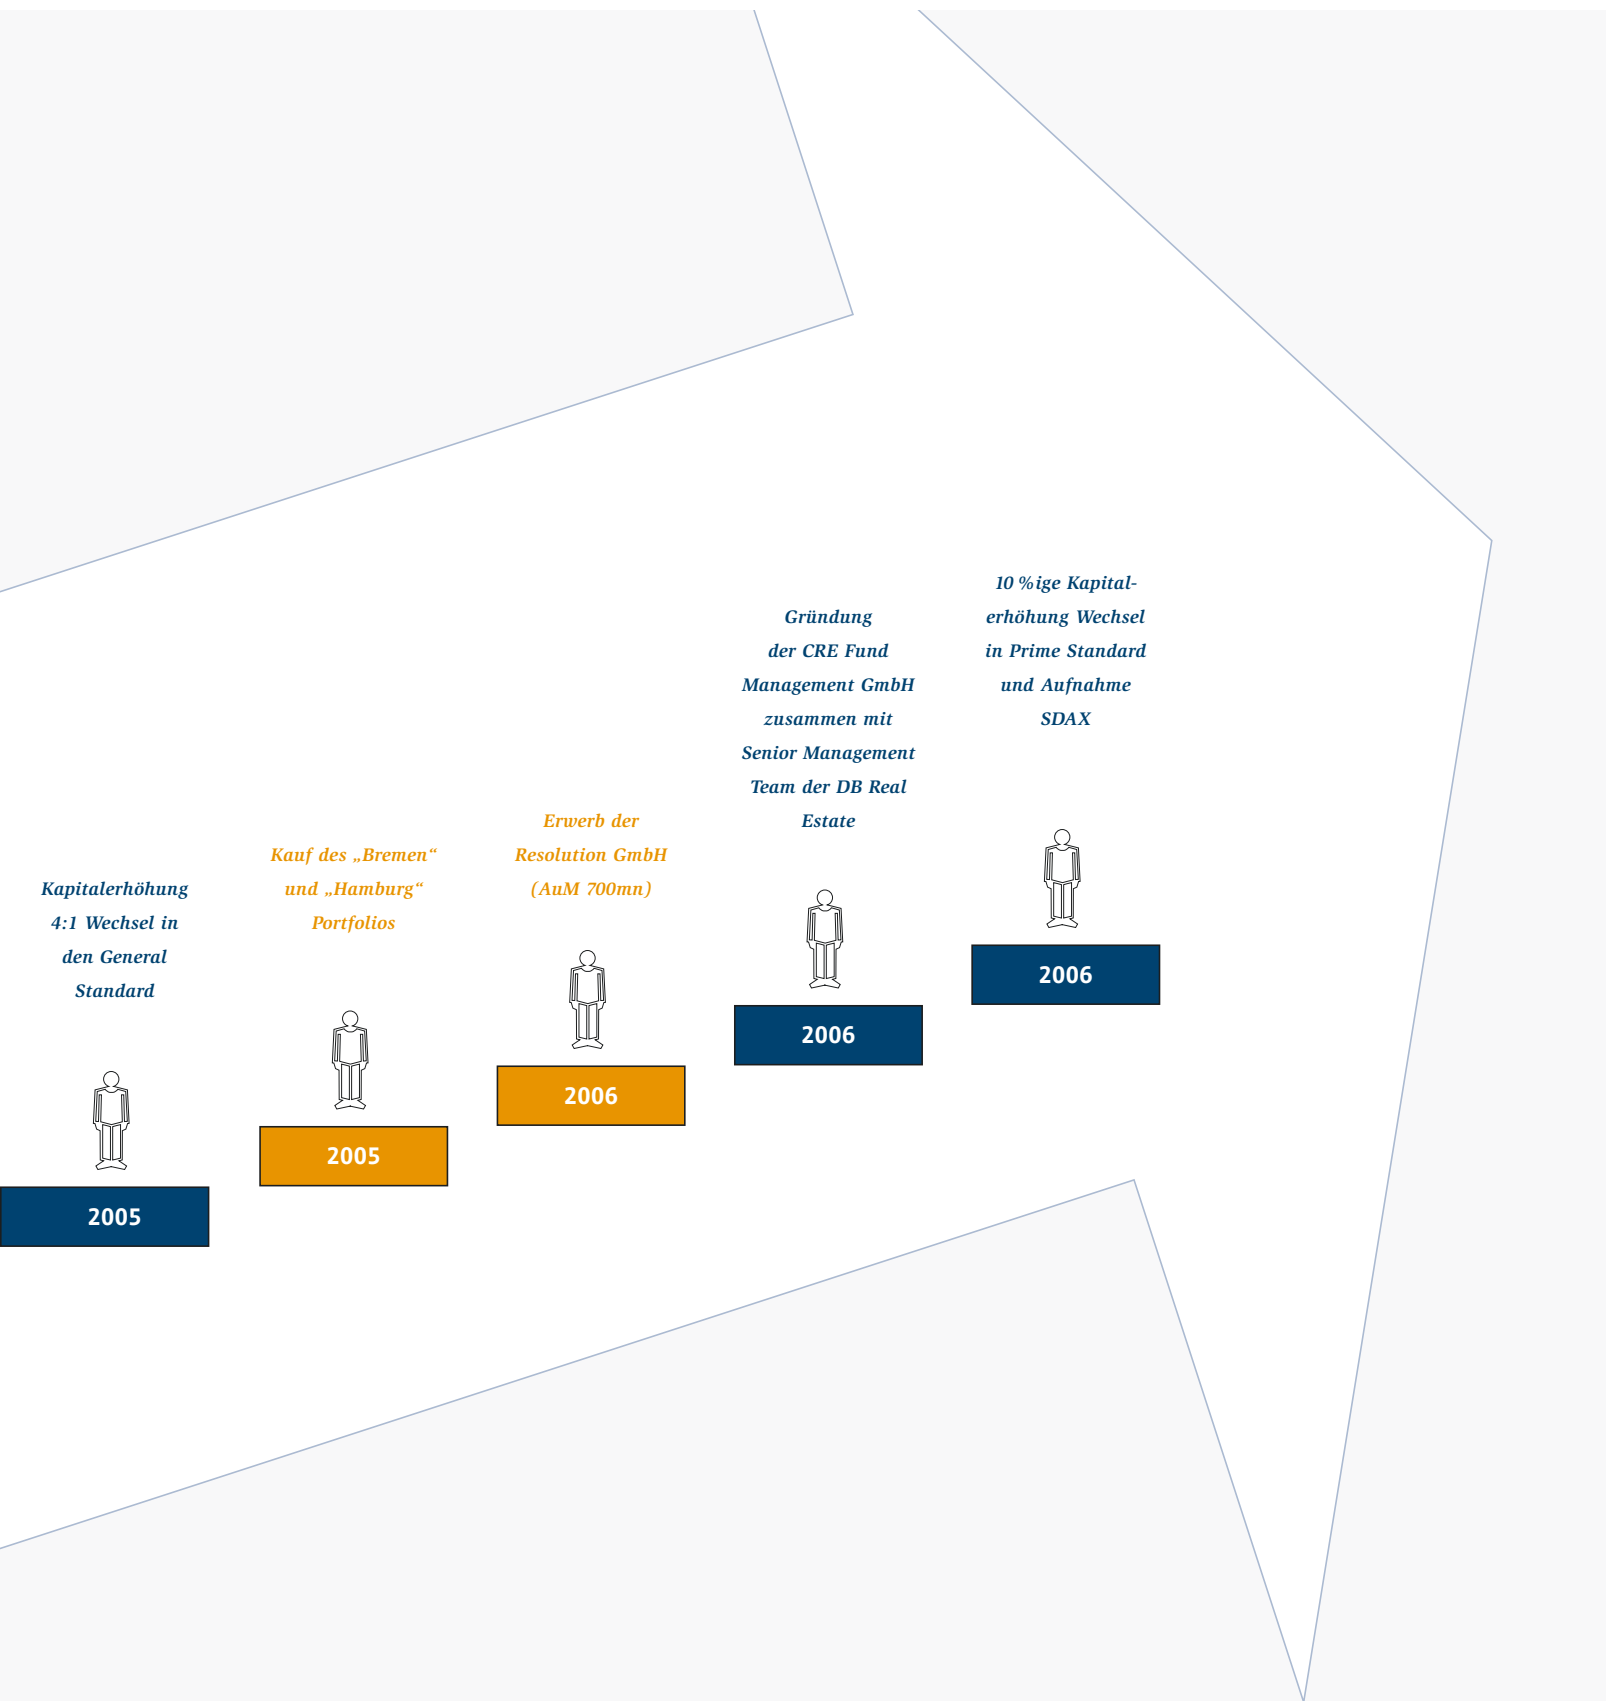 Kapitalerhöhung
4:1 Wechsel in
den General
Standard
2005
Kauf des „Bremen“
und „Hamburg“
Portfolios
2005
Erwerb der
Resolution GmbH
(AuM 700mn)
2006
Gründung
der CRE Fund
Management GmbH
zusammen mit
Senior Management
Team der DB Real
Estate
2006
10 %ige Kapital-
erhöhung Wechsel
in Prime Standard
und Aufnahme
SDAX
2006